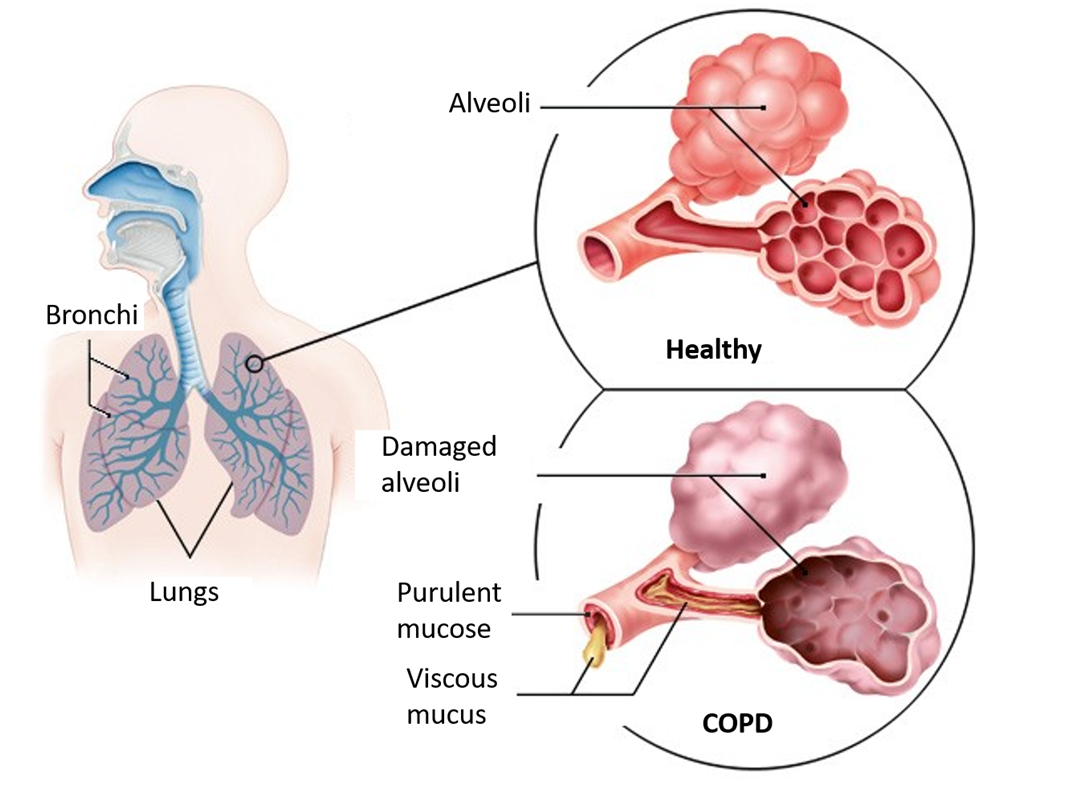 Alveoli
Bronchi
Healthy
Damaged
alveoli
Lungs
Purulent
mucose
Viscous
mucus
COPD